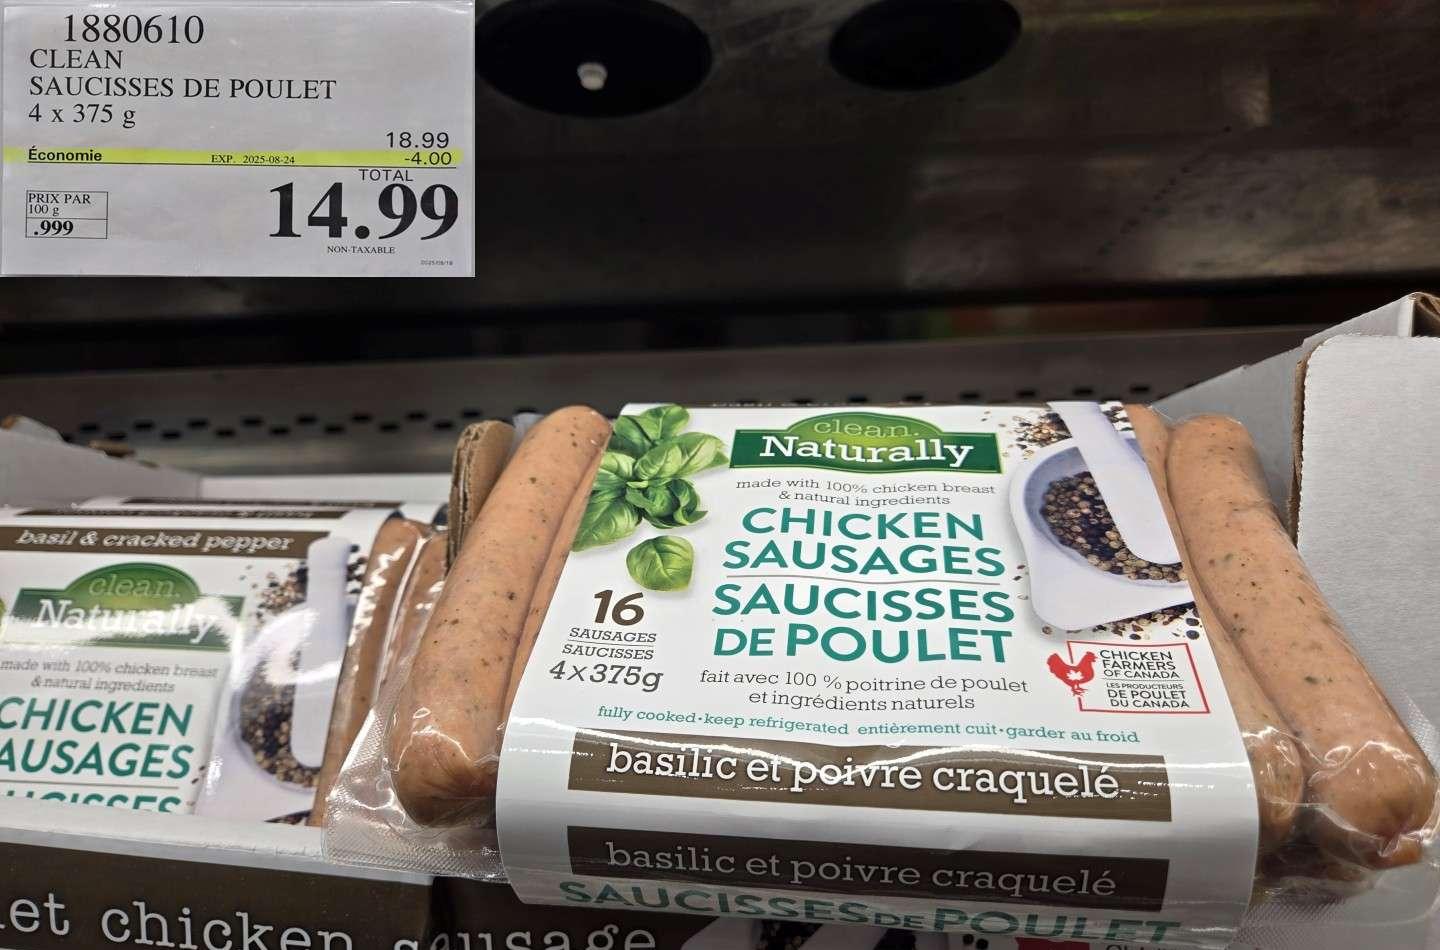 1880610
CLEAN
SAUCISSES DE POULET
4 x 375 g
18.99
Économie EXP. 2025-08-24 -4.00
TOTAL
14.99
PRIX PAR
100 g
.999
NON-TAXABLE
clean.
Naturally
made with 100% chicken breast
& natural ingredients
CHICKEN
SAUSAGES
SAUCISSES
DE POULET
16
SAUSAGES
SAUCISSES
4x375g
fait avec 100 % poitrine de poulet
et ingrédients naturels
CHICKEN
FARMERS
OF CANADA
LES PRODUCTEURS
DE POULET
DU CANADA
fully cooked•keep refrigerated entièrement cuit•garder au froid
basilic et poivre craquelé
basilic et poivre craquelé
SAUCISSES DE POULET
basil & cracked pepper
clean.
Naturally
made with 100% chicken breast
& natural ingredients
CHICKEN
AUSAGES
et chicken sausage